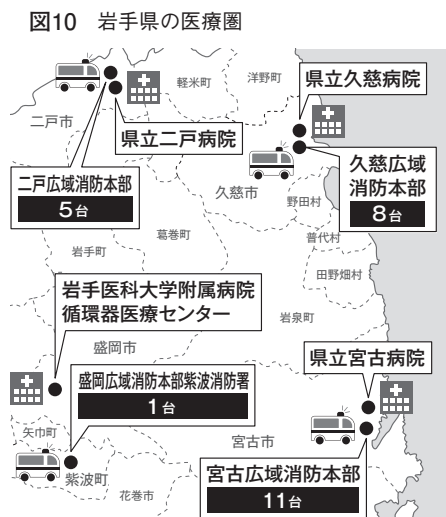 図10 岩手県の医療圏
軽米町
洋野町
県立久慈病院
二戸市
県立二戸病院
二戸広域消防本部
5台
久慈広域
消防本部
8台
久慈市
野田村
葛巻町
普代村
岩手町
田野畑村
岩手医科大学附属病院
循環器医療センター
岩泉町
盛岡市
県立宮古病院
盛岡広域消防本部紫波消防署
1台
矢巾町
宮古市
紫波町
宮古広域消防本部
11台
花巻市